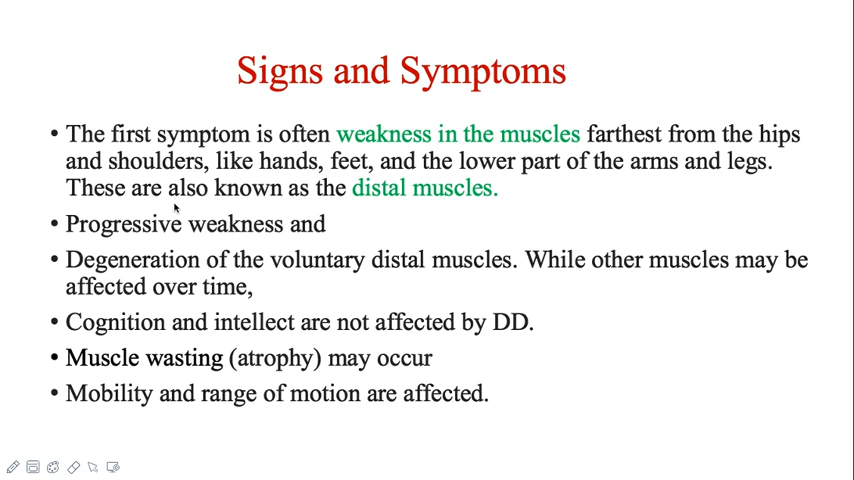 Signs and Symptoms
• The first symptom is often weakness in the muscles farthest from the hips
and shoulders, like hands, feet, and the lower part of the arms and legs.
These are also known as the distal muscles.
• Progressive weakness and
• Degeneration of the voluntary distal muscles. While other muscles may be
affected over time,
• Cognition and intellect are not affected by DD.
• Muscle wasting (atrophy) may occur
• Mobility and range of motion are affected.